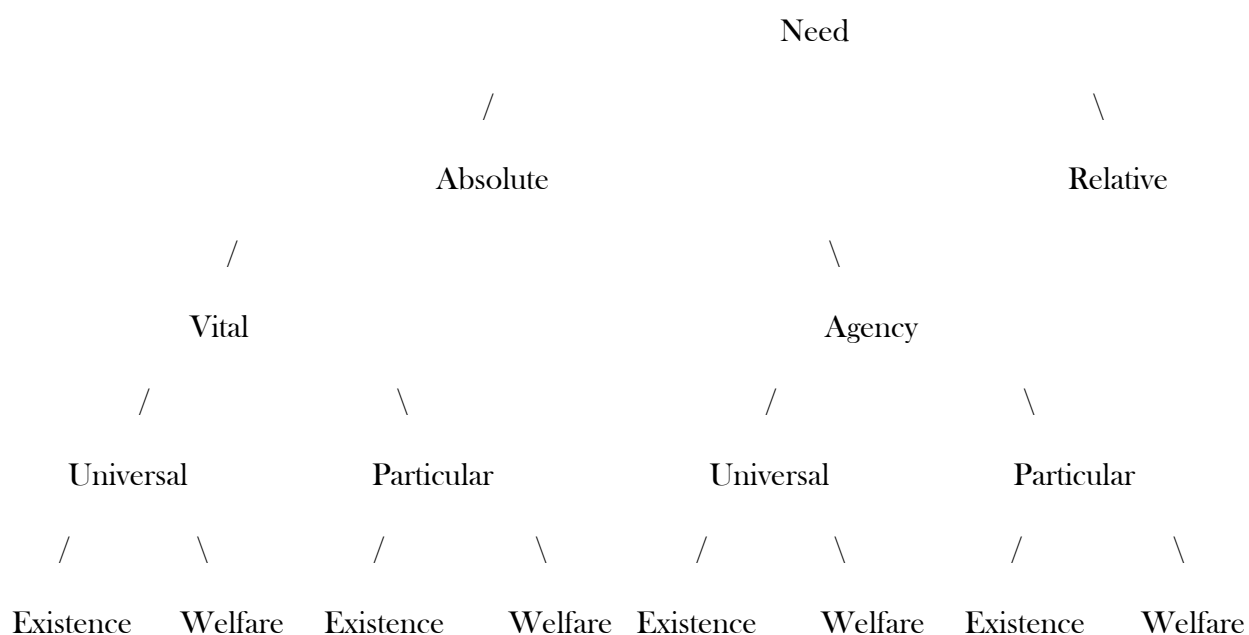 Need
/ \
Absolute Relative
/ \
Vital Agency
/ \ / \
Universal Particular Universal Particular
/ \ / \ / \ / \
Existence Welfare Existence Welfare Existence Welfare Existence Welfare